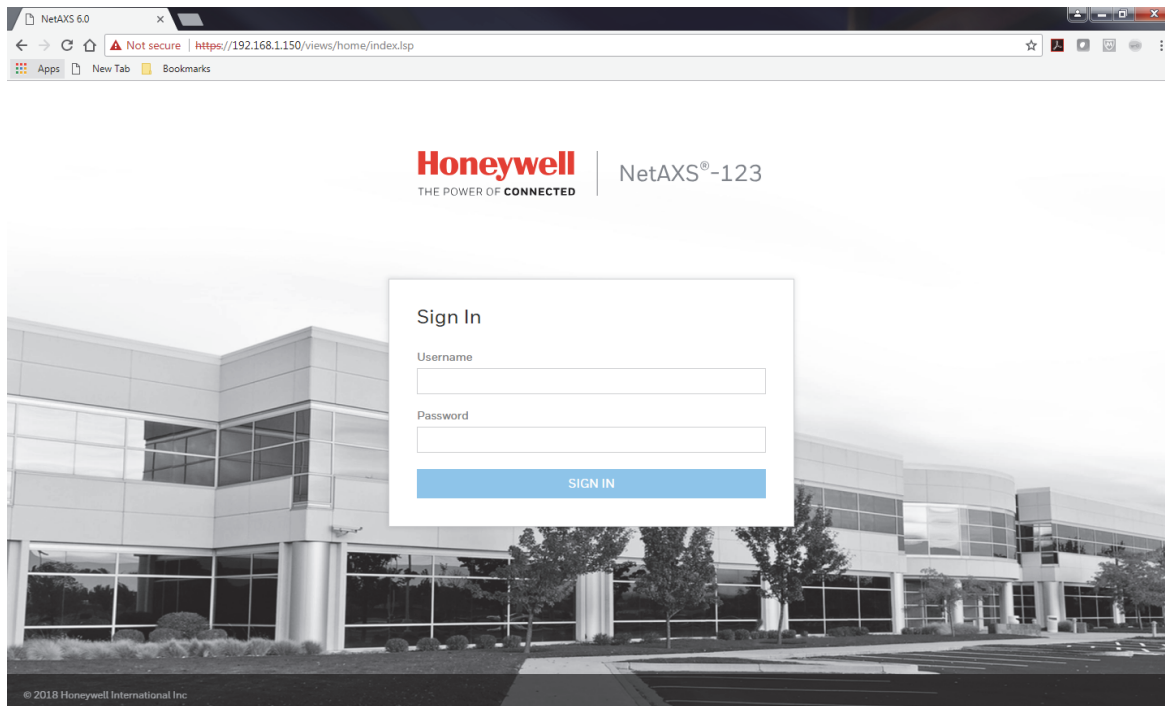 NetAXS 6.0
Not secure | https://192.168.1.150/views/home/index.lsp
Apps New Tab Bookmarks
Honeywell
THE POWER OF CONNECTED
NetAXS®-123
Sign In
Username
Password
SIGN IN
© 2018 Honeywell International Inc